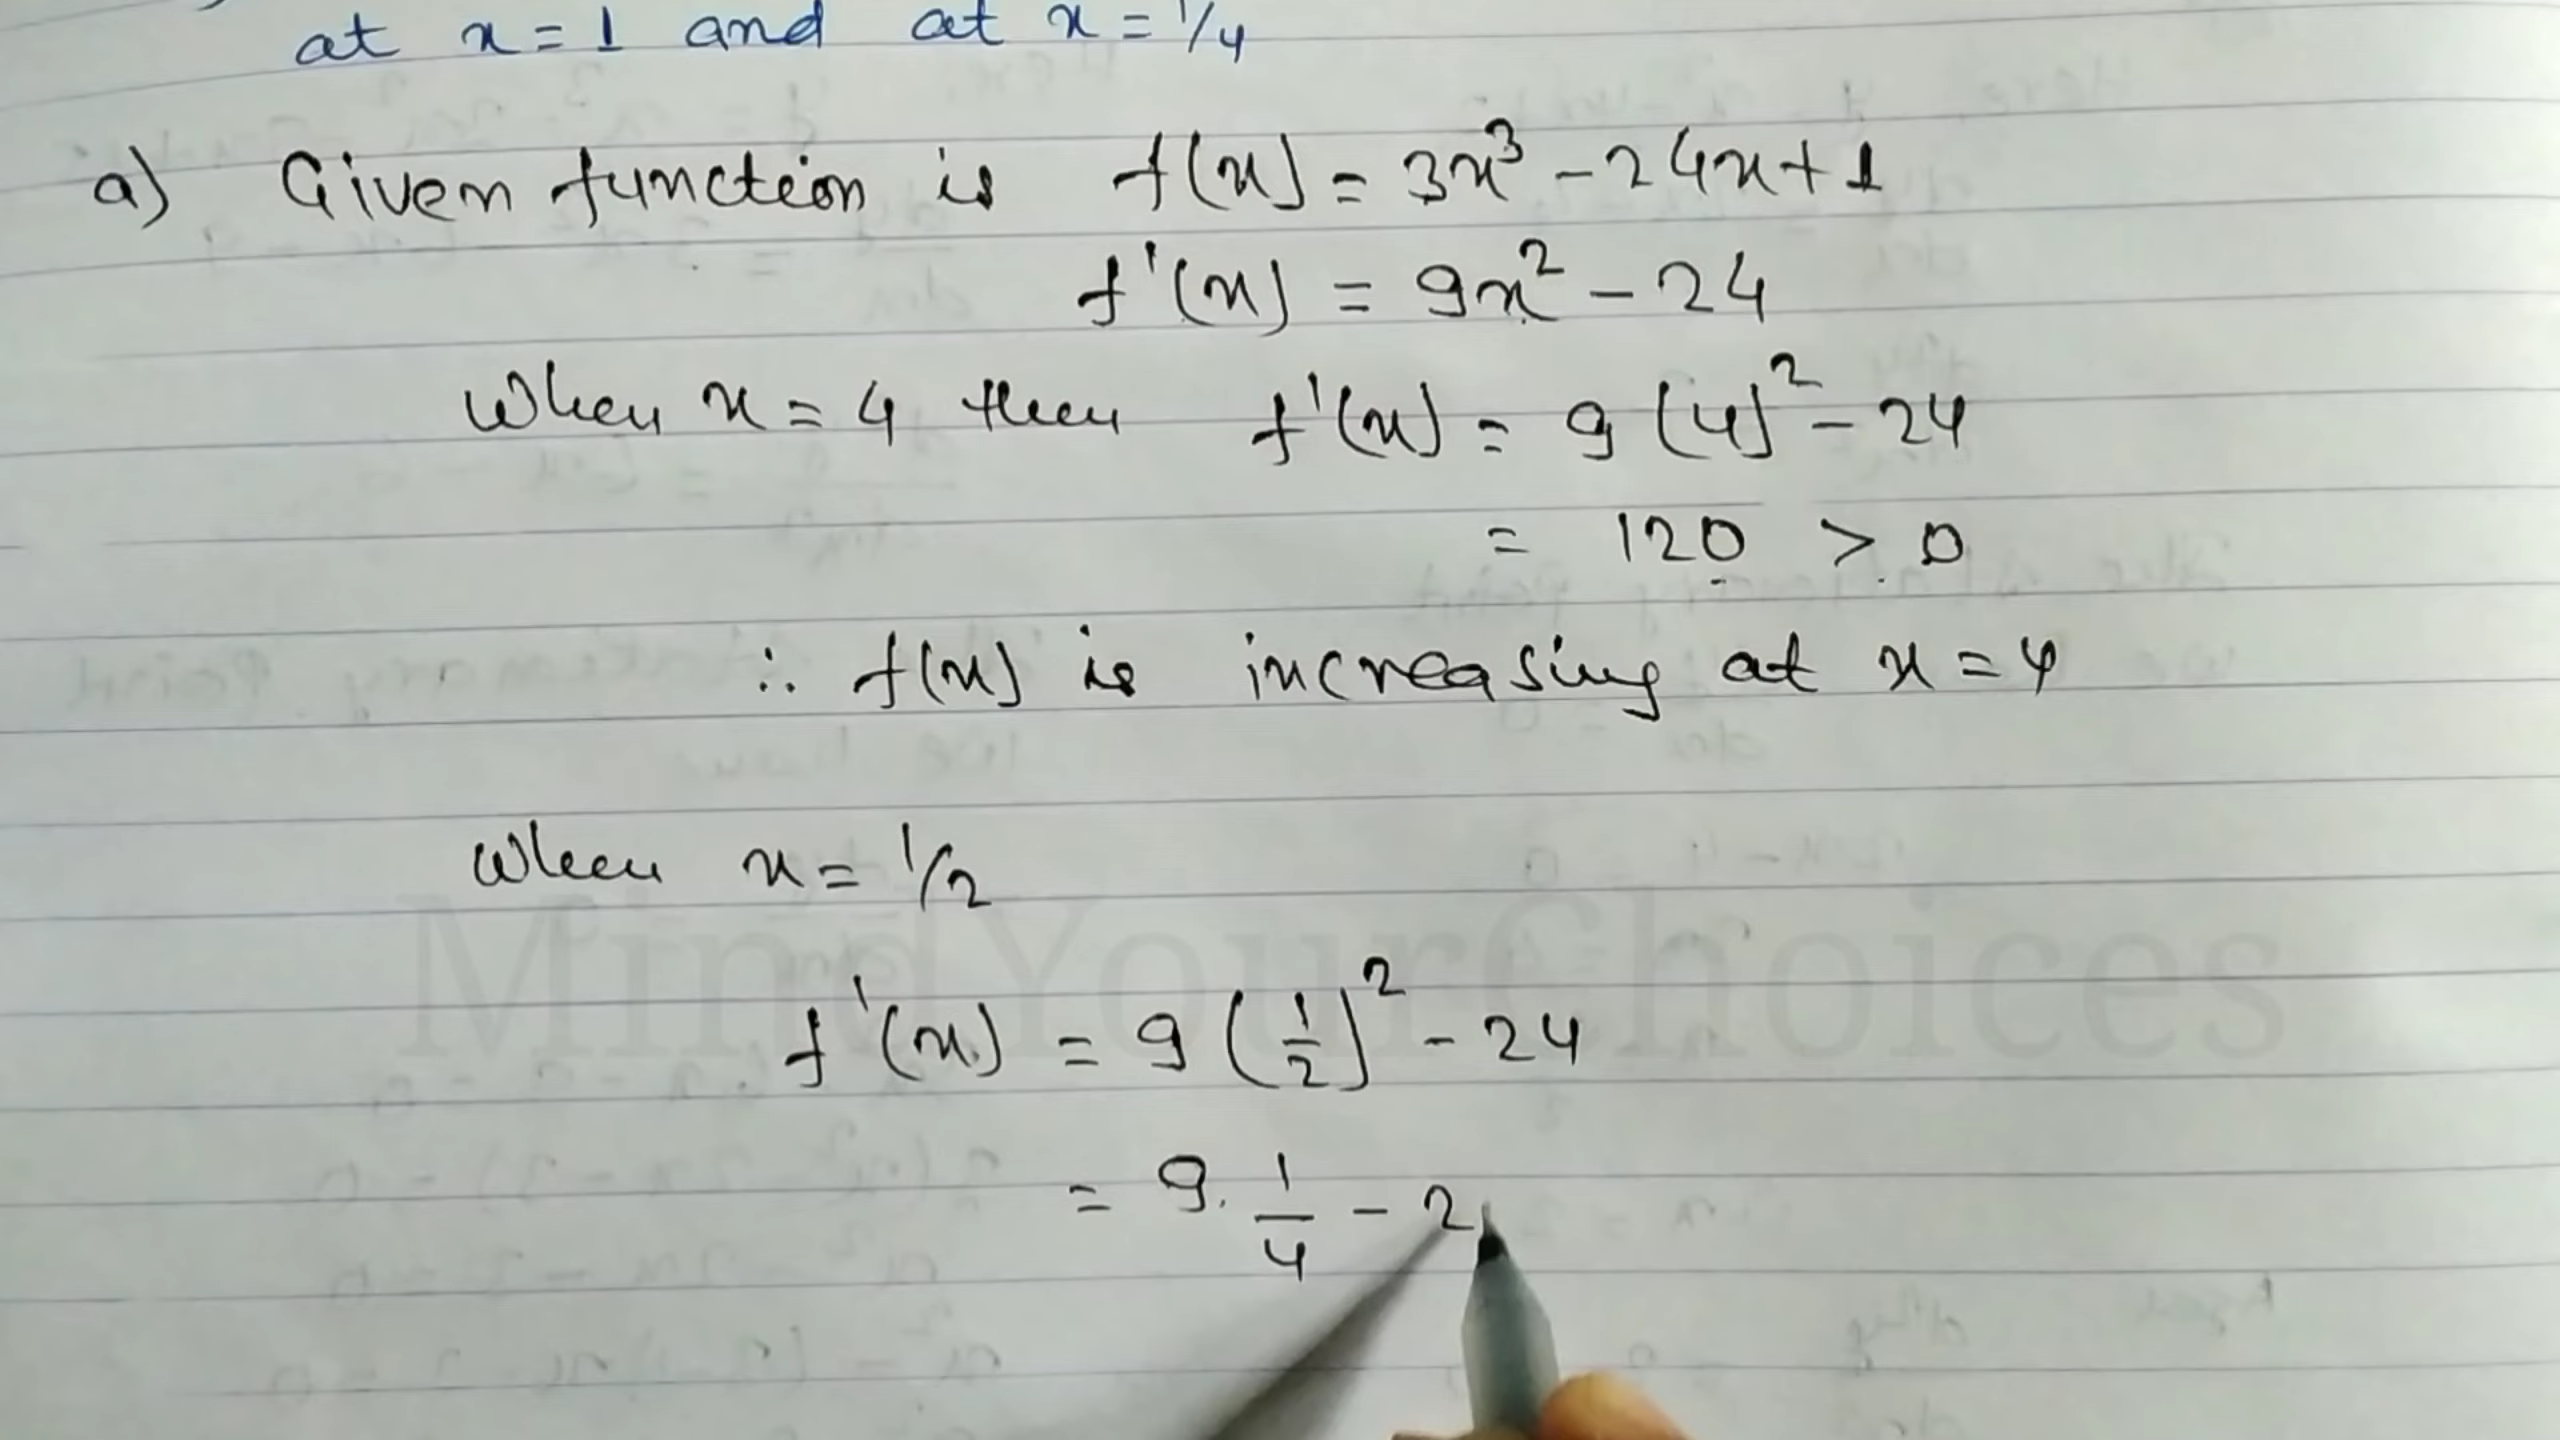 at x = 1 and at x = 1/4
a) Given function is f(x) = 3x³ - 24x + 1
f'(x) = 9x² - 24
When x = 4 then f'(x) = 9(4)² - 24
= 120 > 0
∴ f(x) is increasing at x = 4
When x = 1/2
MindYourChoices
f'(x) = 9(1/2)² - 24
= 9. 1/4 - 2